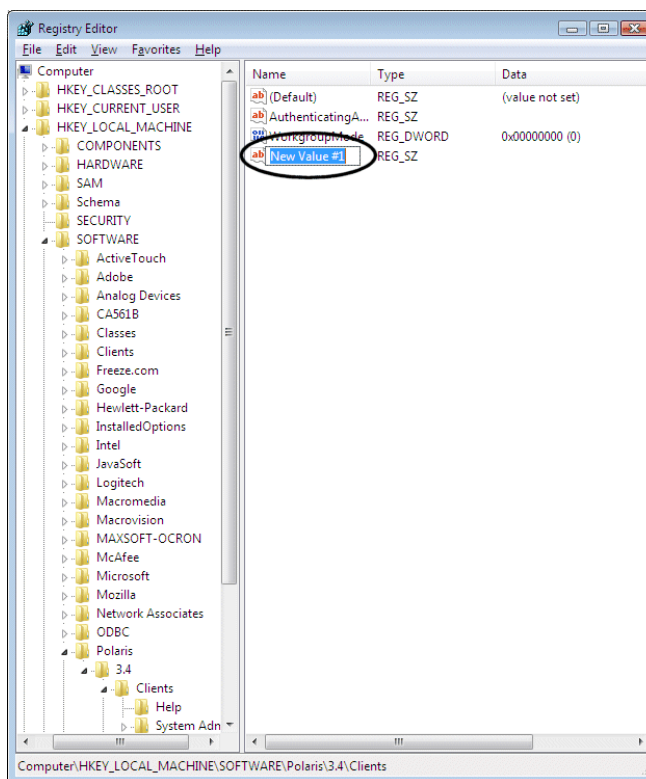 Registry Editor
File Edit View Favorites Help
Computer
HKEY_CLASSES_ROOT
HKEY_CURRENT_USER
HKEY_LOCAL_MACHINE
COMPONENTS
HARDWARE
SAM
Schema
SECURITY
SOFTWARE
ActiveTouch
Adobe
Analog Devices
CA561B
Classes
Clients
Freeze.com
Google
Hewlett-Packard
InstalledOptions
Intel
JavaSoft
Logitech
Macromedia
Macrovision
MAXSOFT-OCRON
McAfee
Microsoft
Mozilla
Network Associates
ODBC
Polaris
3.4
Clients
Help
System Adn
Name Type Data
(Default) REG_SZ (value not set)
AuthenticatingA... REG_SZ
WorkgroupMode REG_DWORD 0x00000000 (0)
New Value #1 REG_SZ
Computer\HKEY_LOCAL_MACHINE\SOFTWARE\Polaris\3.4\Clients